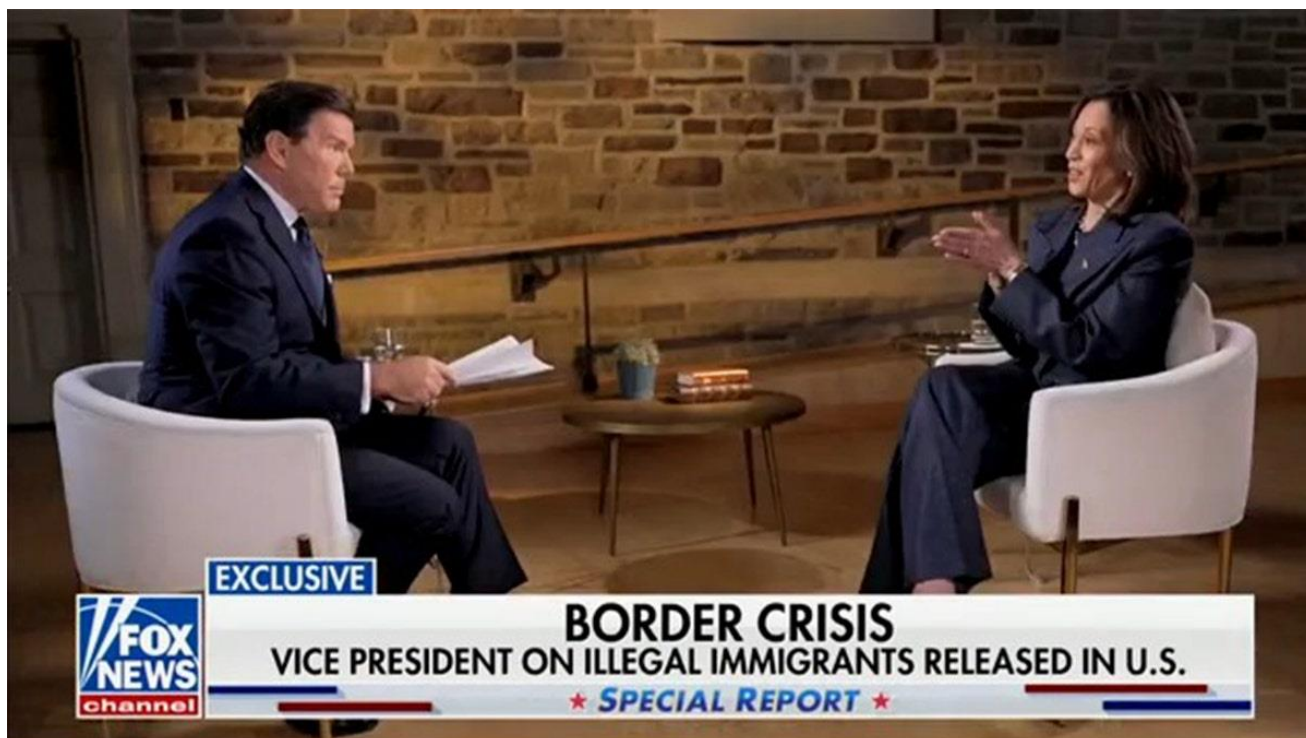 EXCLUSIVE
FOX
NEWS
channel
BORDER CRISIS
VICE PRESIDENT ON ILLEGAL IMMIGRANTS RELEASED IN U.S.
SPECIAL REPORT